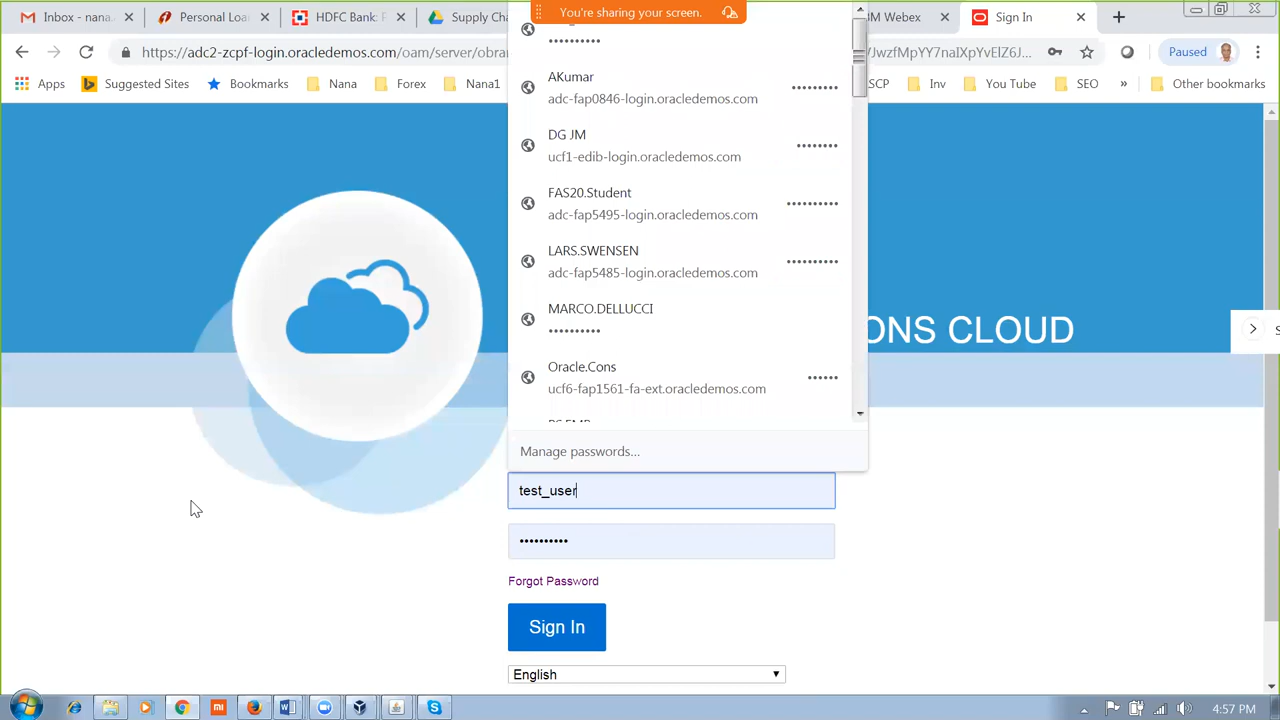 Inbox - nanawa
Personal Loan
HDFC Bank:
Supply Chain
You're sharing your screen.
M Webex
Sign In
https://adc2-zcpf-login.oracledemos.com/oam/server/obra
Paused
Apps
Suggested Sites
Bookmarks
Nana
Forex
Nana1
SCP
Inv
You Tube
SEO
»
Other bookmarks
••••••••••
AKumar
adc-fap0846-login.oracledemos.com
•••••••••
DG JM
ucf1-edib-login.oracledemos.com
••••••••
FAS20.Student
adc-fap5495-login.oracledemos.com
••••••••••
LARS.SWENSEN
adc-fap5485-login.oracledemos.com
••••••••••
MARCO.DELLUCCI
••••••••••
ONS CLOUD
Oracle.Cons
ucf6-fap1561-fa-ext.oracledemos.com
••••••
Manage passwords...
test_user
••••••••••
Forgot Password
Sign In
English
4:57 PM